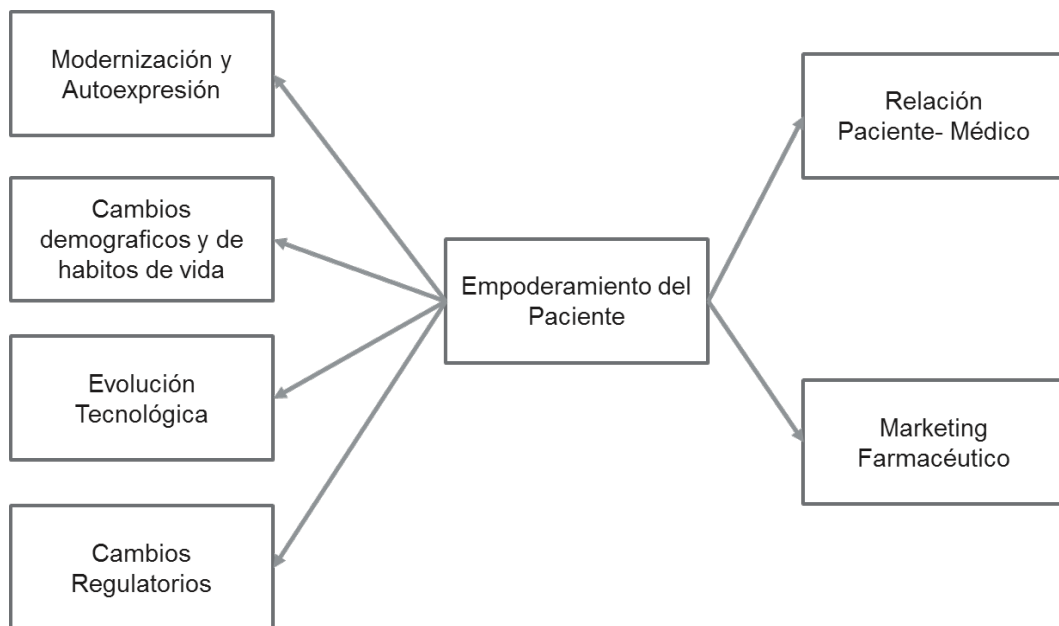 Modernización y
Autoexpresión
Cambios
demograficos y de
habitos de vida
Evolución
Tecnológica
Cambios
Regulatorios
Empoderamiento del
Paciente
Relación
Paciente- Médico
Marketing
Farmacéutico